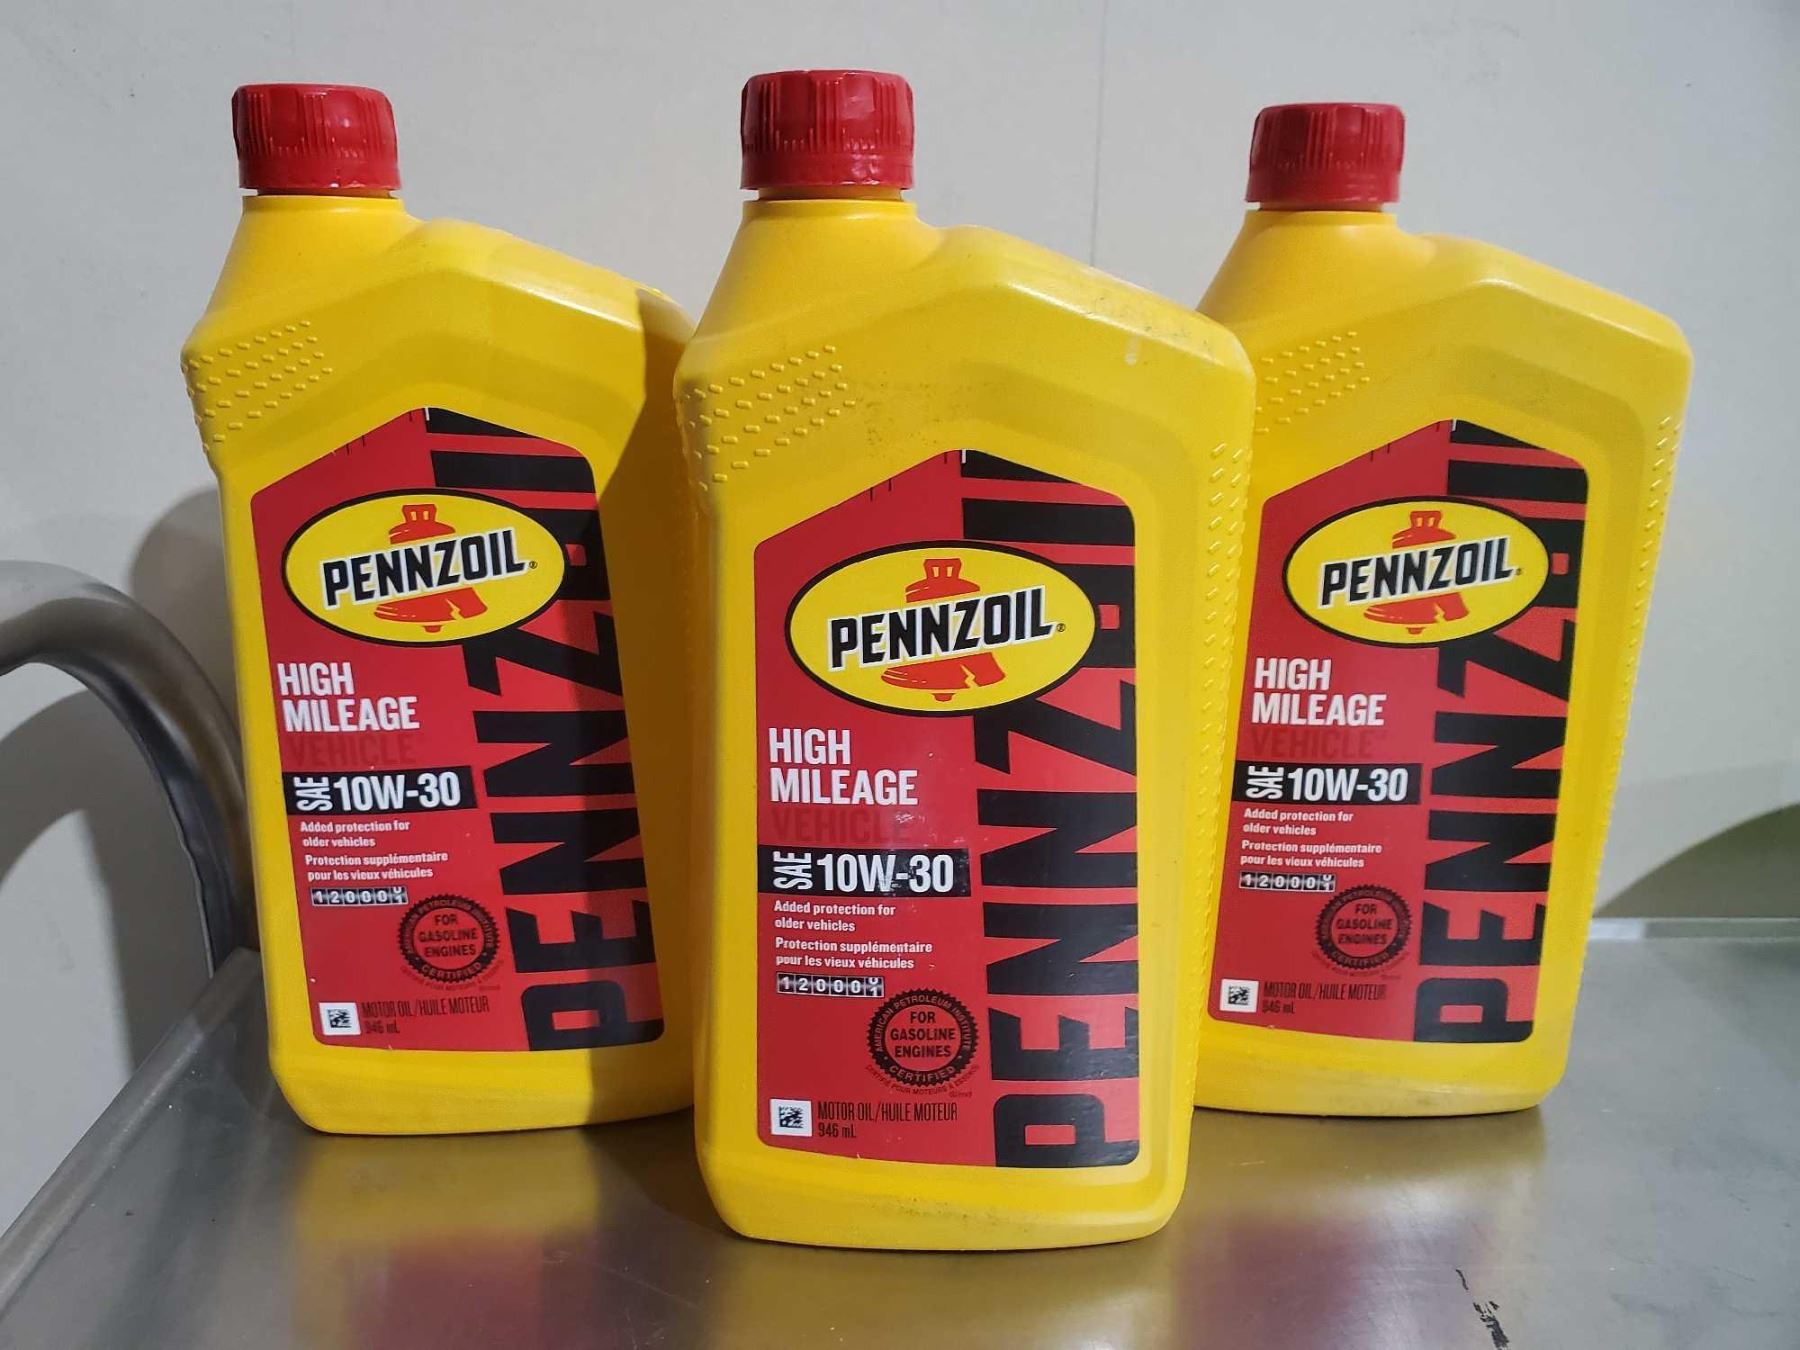 PENNZOIL
HIGH
MILEAGE
VEHICLE
SAE 10W-30
Added protection for
older vehicles
Protection supplémentaire
pour les vieux véhicules
FOR
GASOLINE
ENGINES
CERTIFIED
MOTOR OIL/HUILE MOTEUR
946 mL
PENNZOIL
PENNZOIL
HIGH
MILEAGE
VEHICLE
SAE 10W-30
Added protection for
older vehicles
Protection supplémentaire
pour les vieux véhicules
AMERICAN PETROLEUM INSTITUTE
FOR
GASOLINE
ENGINES
CERTIFIED
MOTOR OIL/HUILE MOTEUR
946 mL
PENNZOIL
PENNZOIL
HIGH
MILEAGE
VEHICLE
SAE 10W-30
Added protection for
older vehicles
Protection supplémentaire
pour les vieux véhicules
FOR
GASOLINE
ENGINES
CERTIFIED
MOTOR OIL/HUILE MOTEUR
946 mL
PENNZOIL